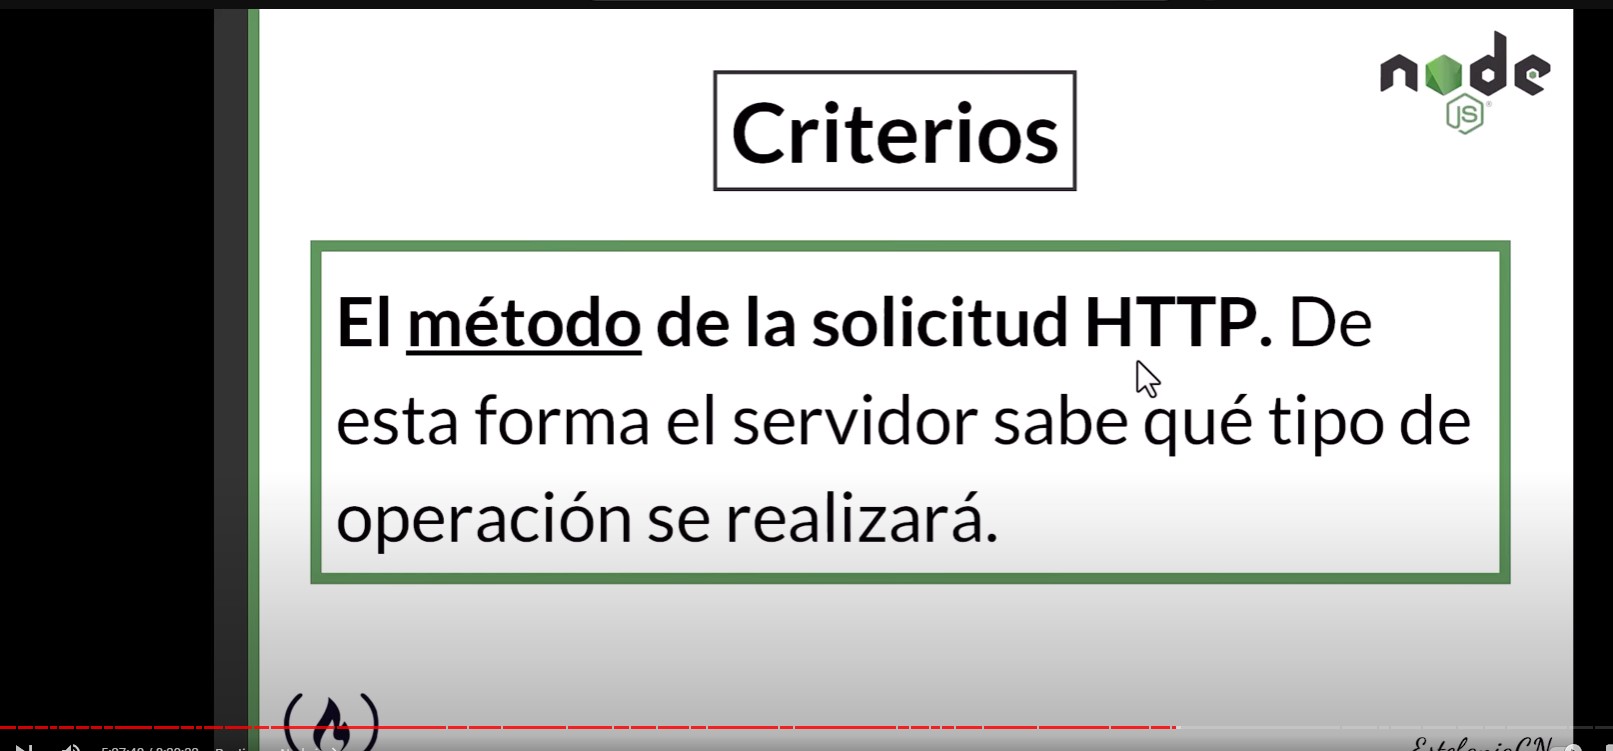 node
JS
Criterios
El método de la solicitud HTTP. De
esta forma el servidor sabe qué tipo de
operación se realizará.
EstefaniaCN